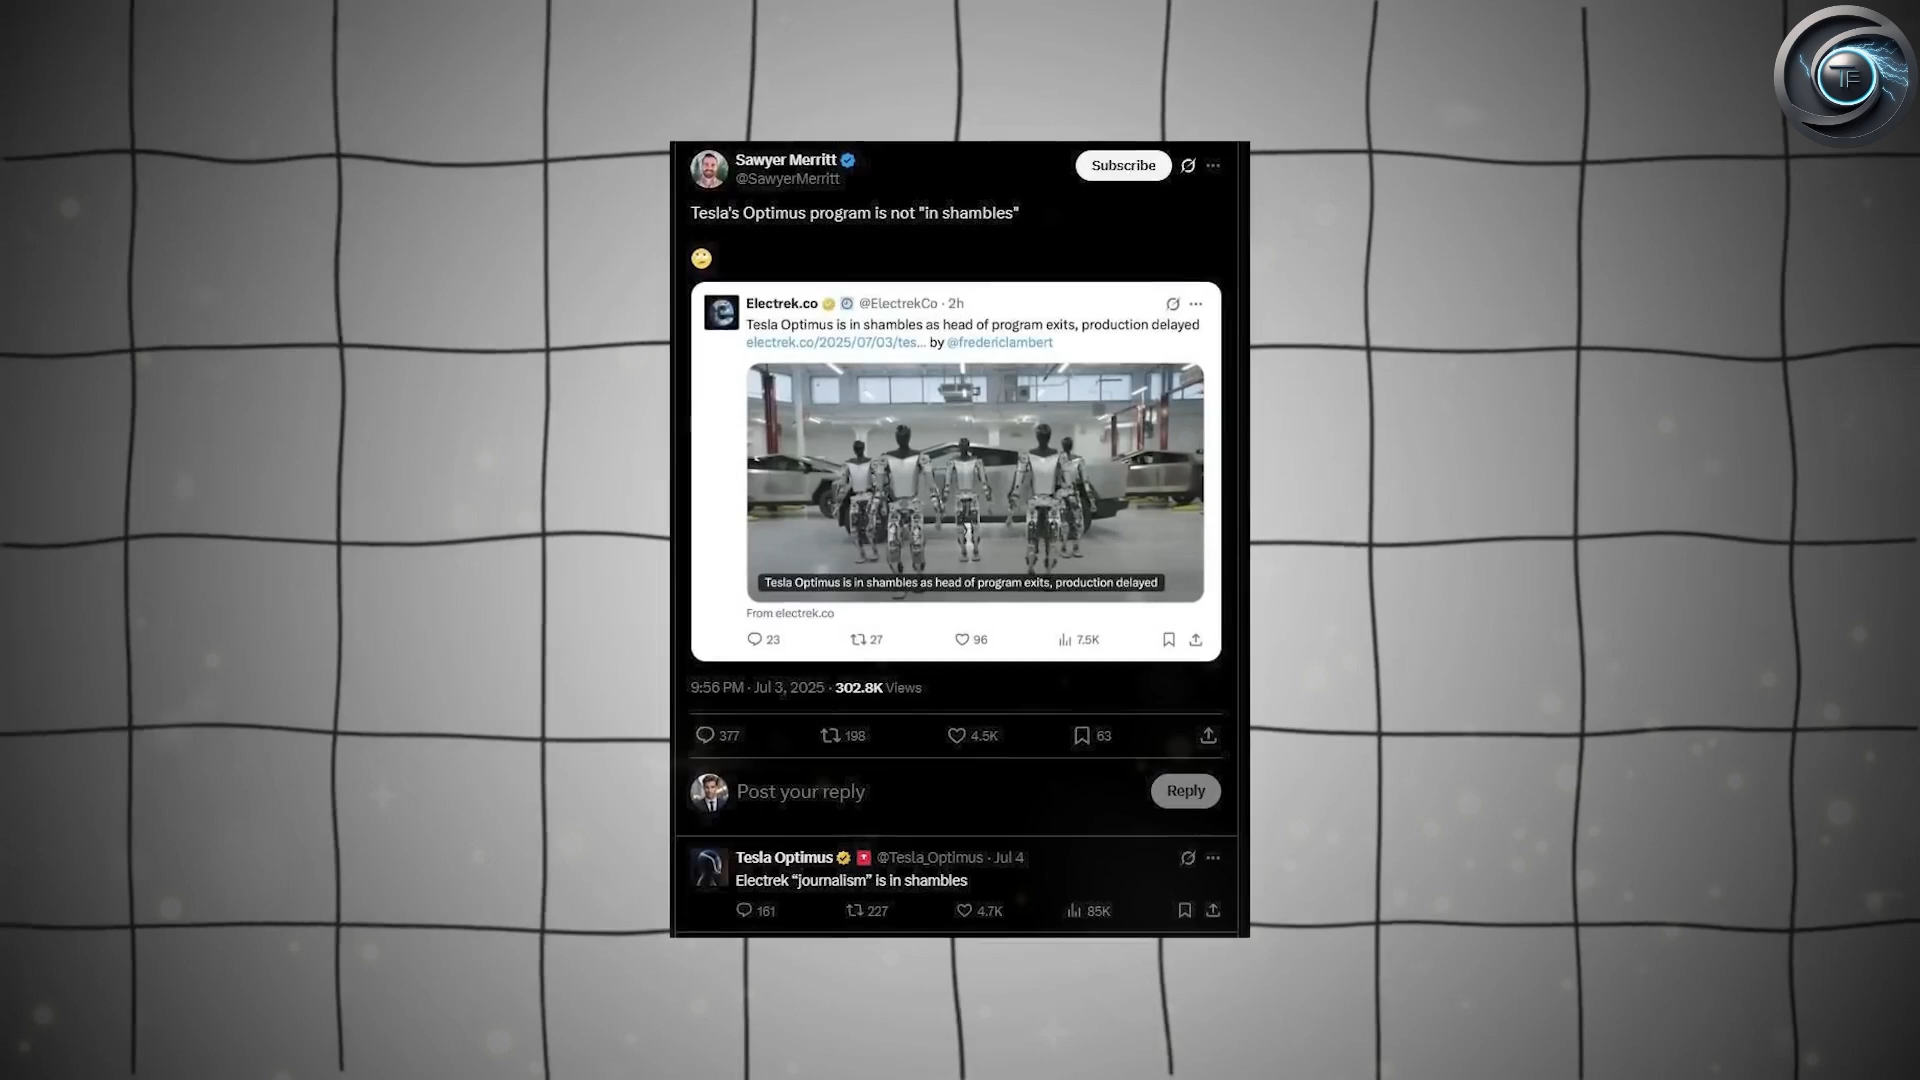 TF
Sawyer Merritt
@SawyerMerritt
Subscribe
Tesla's Optimus program is not "in shambles"
Electrek.co @ElectrekCo · 2h
Tesla Optimus is in shambles as head of program exits, production delayed
electrek.co/2025/07/03/tes... by @fredericlambert
Tesla Optimus is in shambles as head of program exits, production delayed
From electrek.co
23 27 96 7.5K
9:56 PM · Jul 3, 2025 · 302.8K Views
377 198 4.5K 63
Post your reply
Reply
Tesla Optimus @Tesla_Optimus · Jul 4
Electrek “journalism” is in shambles
161 227 4.7K 85K